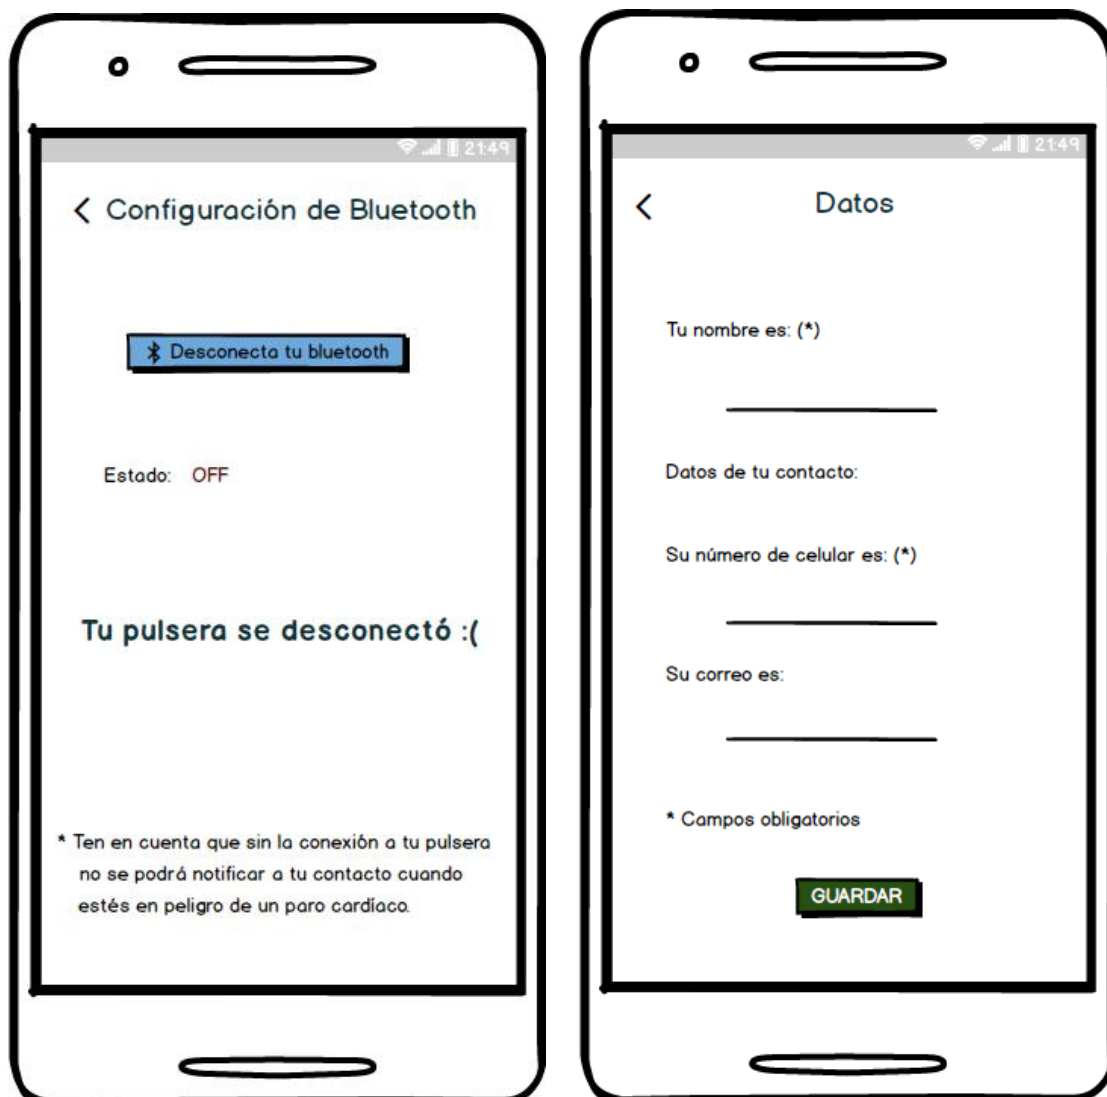 21:49
Configuración de Bluetooth
Desconecta tu bluetooth
Estado: OFF
Tu pulsera se desconectó :(
* Ten en cuenta que sin la conexión a tu pulsera
no se podrá notificar a tu contacto cuando
estés en peligro de un paro cardíaco.
21:49
Datos
Tu nombre es: (*)
Datos de tu contacto:
Su número de celular es: (*)
Su correo es:
* Campos obligatorios
GUARDAR